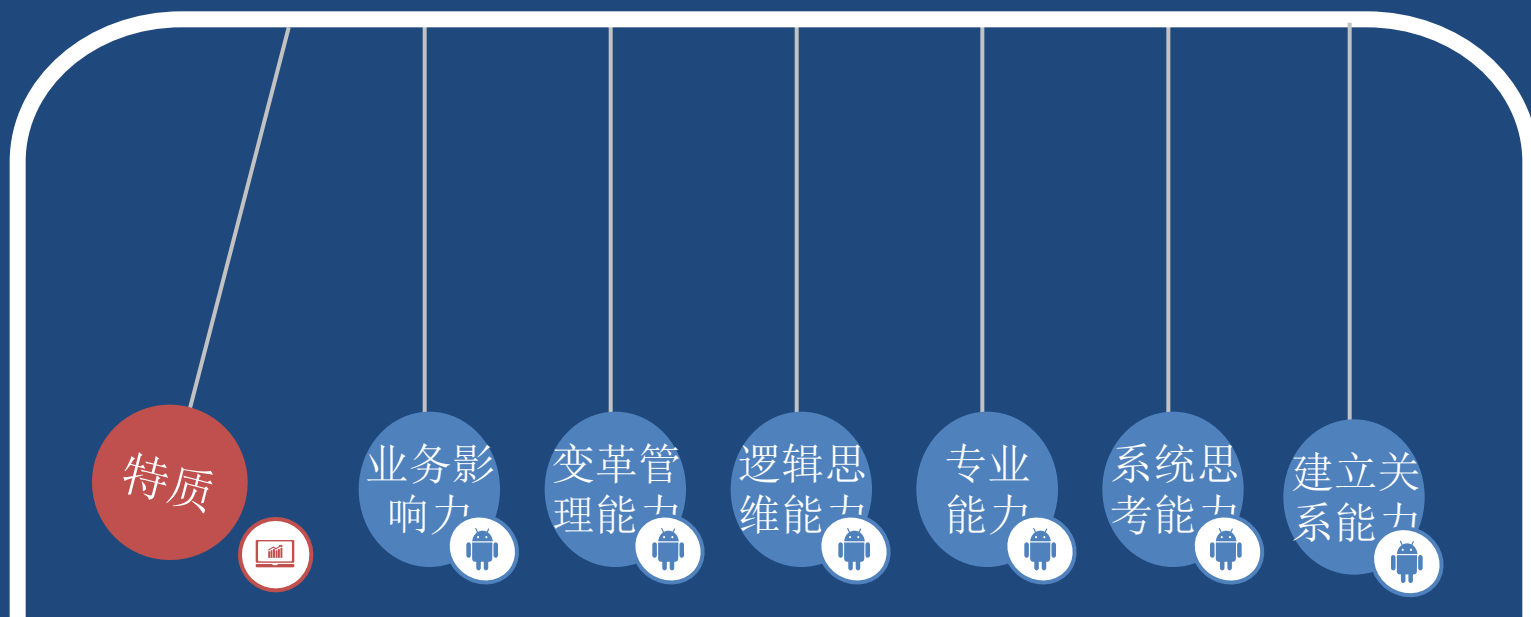 特质
业务影
响力
变革管
理能力
逻辑思
维能力
专业
能力
系统思
考能力
建立关
系能力